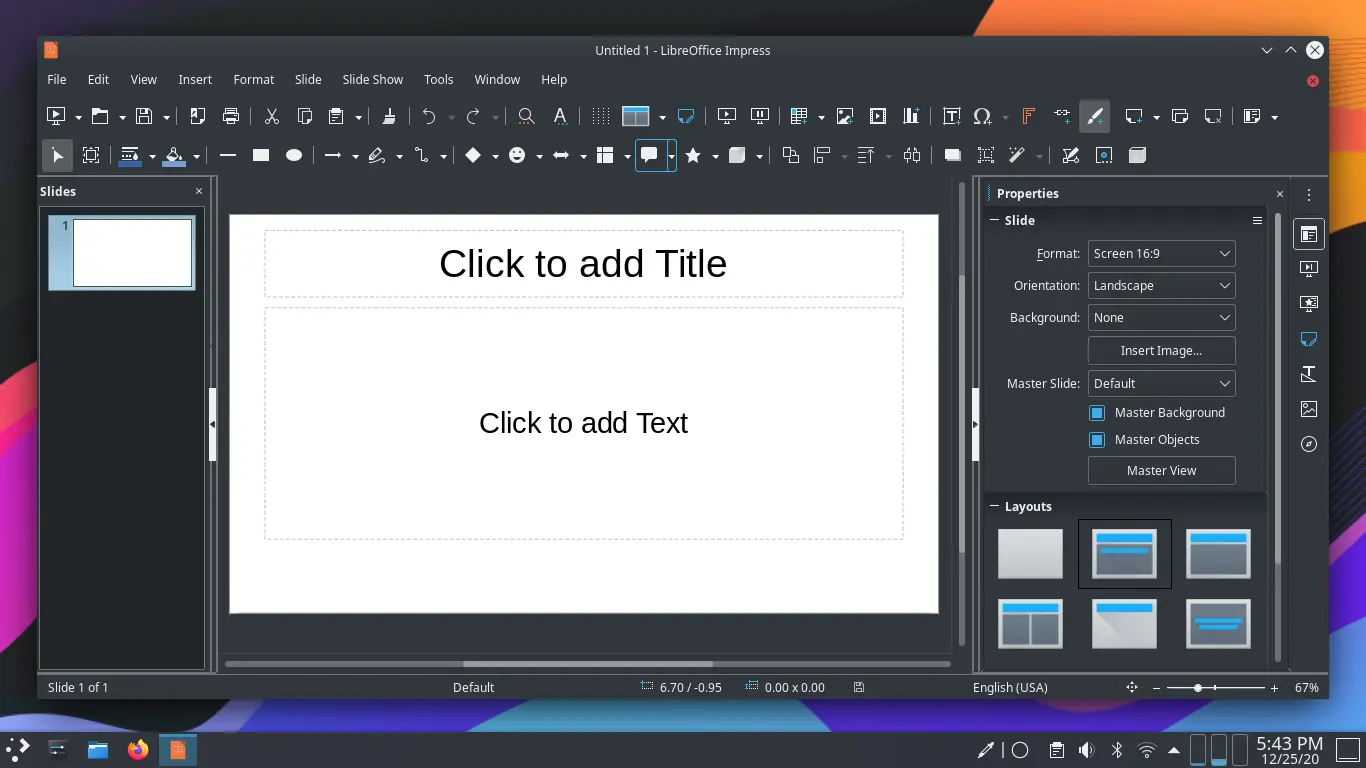 Untitled 1 - LibreOffice Impress
File Edit View Insert Format Slide Slide Show Tools Window Help
Slides
1
Click to add Title
Click to add Text
Properties
Slide
Format: Screen 16:9
Orientation: Landscape
Background: None
Insert Image...
Master Slide: Default
Master Background
Master Objects
Master View
Layouts
Slide 1 of 1 Default 6.70 / -0.95 0.00 x 0.00 English (USA) 67%
5:43 PM
12/25/20